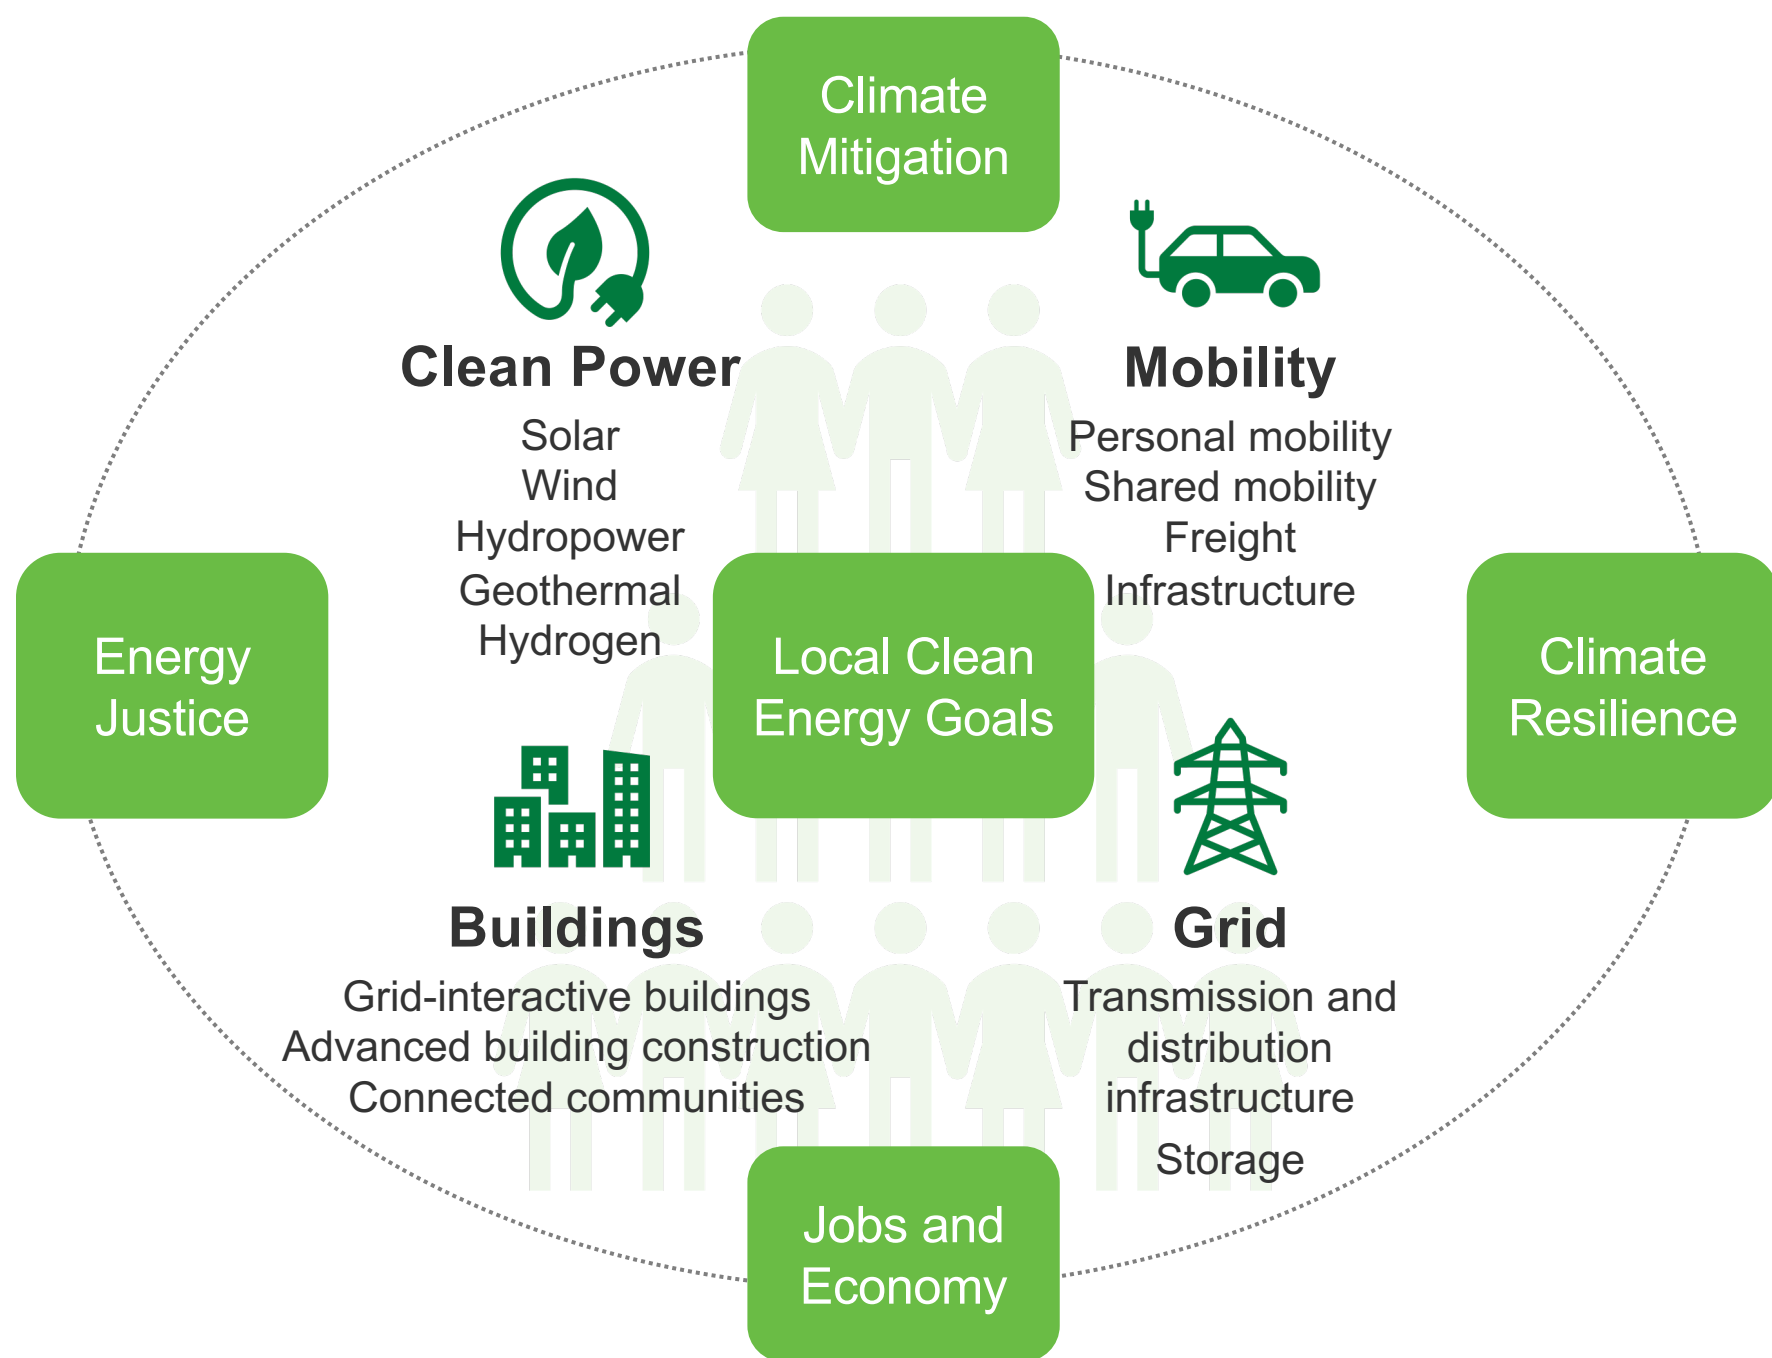 Climate
Mitigation
Clean Power
Solar
Wind
Hydropower
Geothermal
Hydrogen
Mobility
Personal mobility
Shared mobility
Freight
Infrastructure
Energy
Justice
Local Clean
Energy Goals
Climate
Resilience
Buildings
Grid-interactive buildings
Advanced building construction
Connected communities
Grid
Transmission and
distribution
infrastructure
Storage
Jobs and
Economy